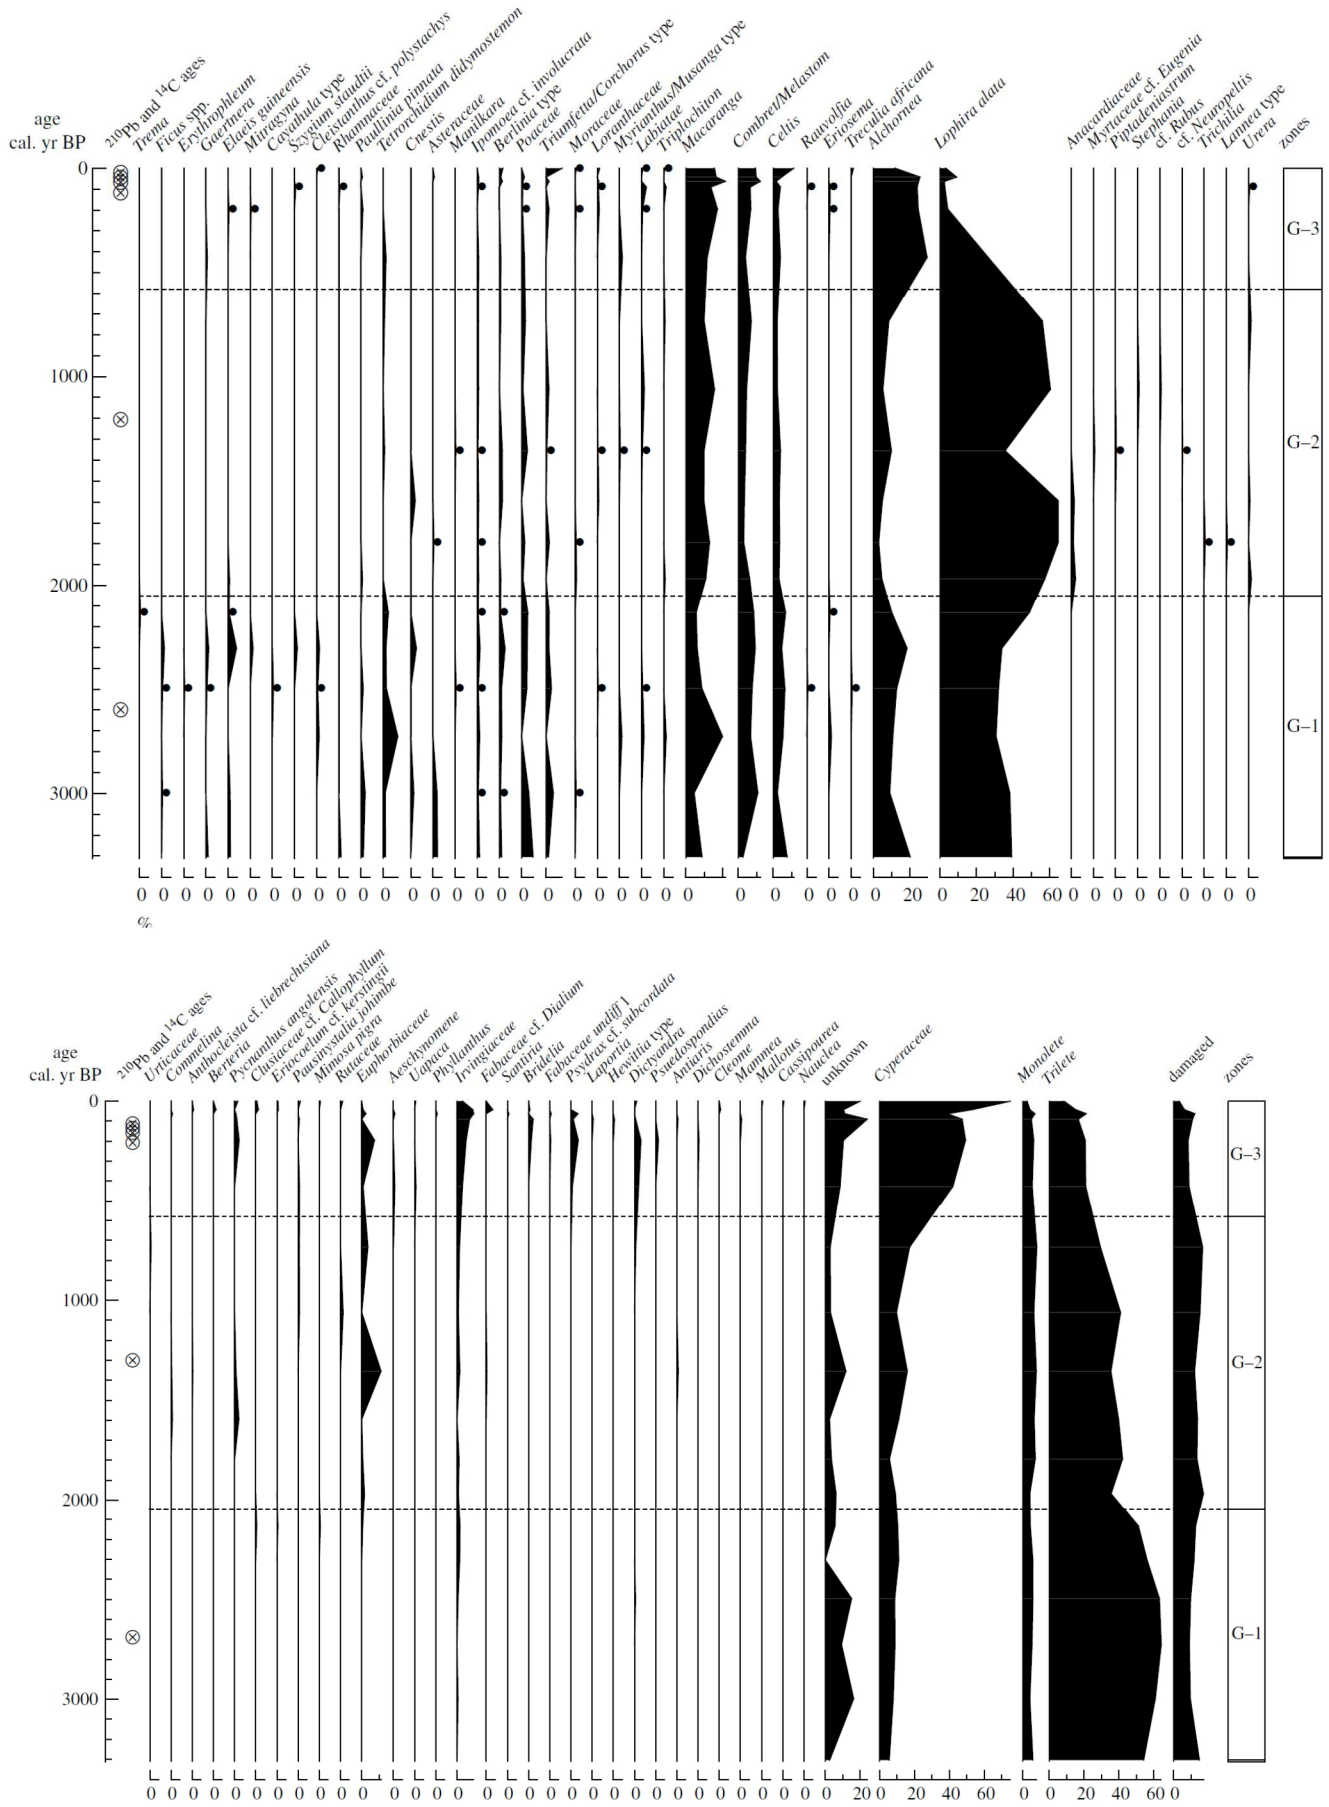 age
cal. yr BP
²¹⁰Pb and ¹⁴C ages
Trema
Ficus spp.
Erythrophleum
Gaertnera
Elaeis guineensis
Mitragyna
Cayathula type
Szygium staudtii
Cleistanthus cf. polystachys
Rhamnaceae
Paullinia pinnata
Tetrorchidium didymostemon
Cnestis
Asteraceae
Manilkara
Ipomoea cf. involucrata
Berlinia type
Poaceae
Triumfetta/Corchorus type
Moraceae
Loranthaceae
Myrianthus/Musanga type
Labiatae
Triplochiton
Macaranga
Combret/Melastom
Celtis
Rauvolfia
Eriosema
Treculia africana
Alchornea
Lophira alata
Anacardiaceae
Myrtaceae cf. Eugenia
Piptadeniastrum
Stephania
cf. Rubus
cf. Neuropeltis
Trichilia
Lannea type
Urera
zones
0
1000
2000
3000
G–3
G–2
G–1
0 0 0 0 0 0 0 0 0 0 0 0 0 0 0 0 0 0 0 0 0 0 0 0 0 0 0 0 0 0 0 0 20 0 20 40 60 0 0 0 0 0 0 0 0 0
%
age
cal. yr BP
²¹⁰Pb and ¹⁴C ages
Urticaceae
Commelina
Anthocleista cf. liebrechtsiana
Berteria
Pycnanthus angolensis
Clusiaceae cf. Callophyllum
Eriocoelum cf. kerstingii
Pausinystalia johimbe
Mimosa pigra
Rutaceae
Euphorbiaceae
Aeschynomene
Uapaca
Phyllanthus
Irvingiaceae
Fabaceae cf. Dialium
Santiria
Bridelia
Fabaceae undiff 1
Psydrax cf. subcordata
Laportia
Hewittia type
Dictyandra
Psuedospondias
Antiaris
Dichostemma
Cleome
Mammea
Mallotus
Cassipourea
Nauclea
unknown
Cyperaceae
Monolete
Trilete
damaged
zones
0
1000
2000
3000
G–3
G–2
G–1
0 0 0 0 0 0 0 0 0 0 0 0 0 0 0 0 0 0 0 0 0 0 0 0 0 0 0 0 0 0 0 0 20 0 20 40 60 0 0 20 40 60 0